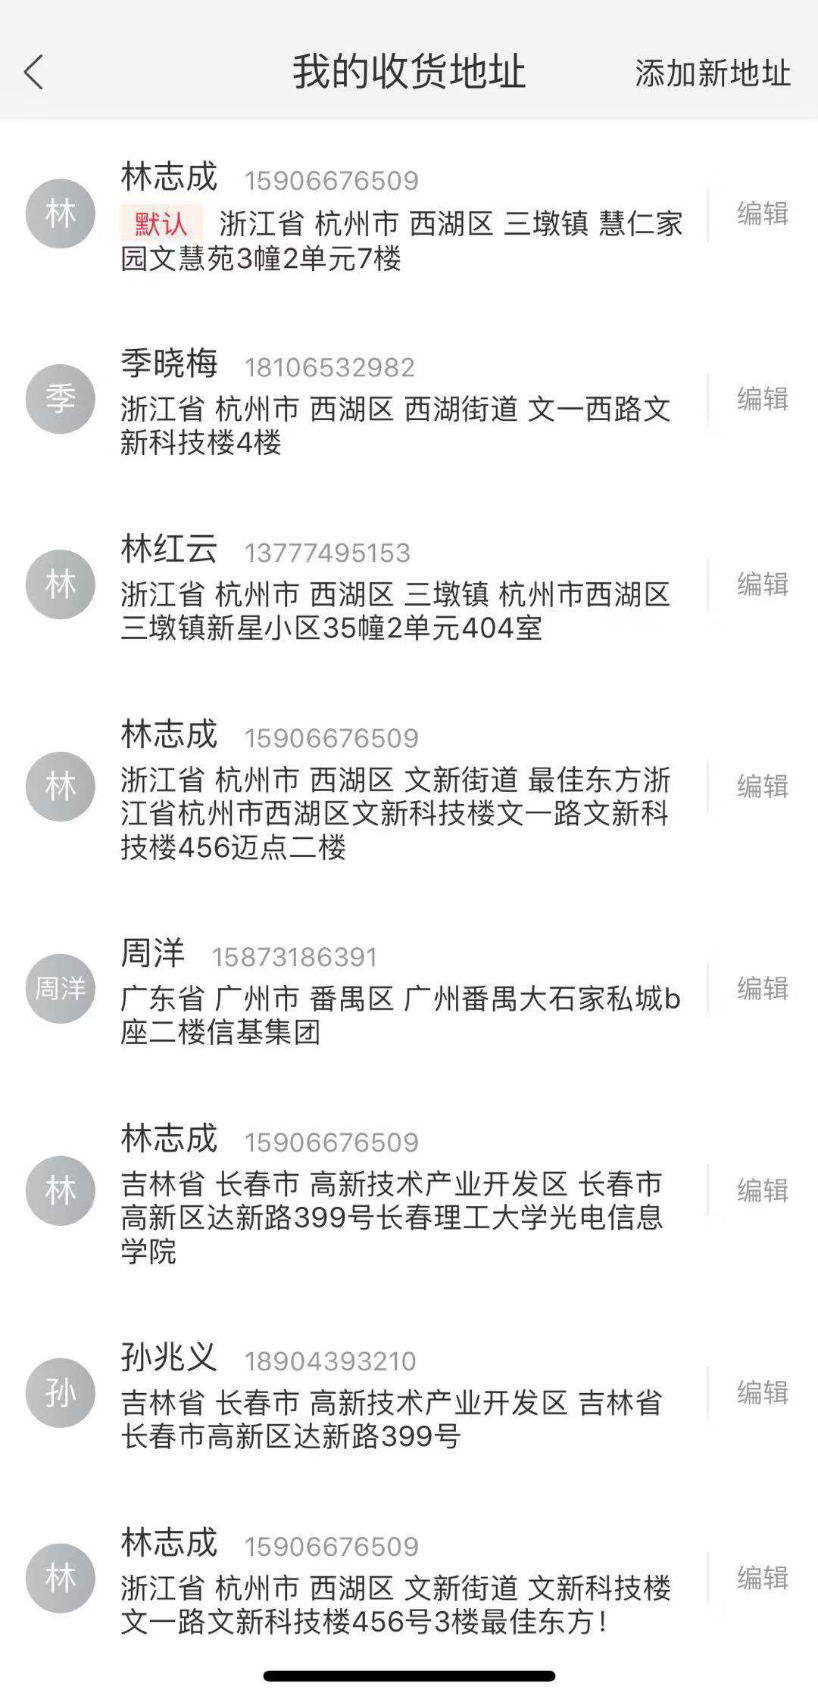 我的收货地址 添加新地址
林志成 15906676509
林 默认 浙江省 杭州市 西湖区 三墩镇 慧仁家 编辑
园文慧苑3幢2单元7楼
季晓梅 18106532982
季 浙江省 杭州市 西湖区 西湖街道 文一西路文 编辑
新科技楼4楼
林红云 13777495153
林 浙江省 杭州市 西湖区 三墩镇 杭州市西湖区 编辑
三墩镇新星小区35幢2单元404室
林志成 15906676509
林 浙江省 杭州市 西湖区 文新街道 最佳东方浙 编辑
江省杭州市西湖区文新科技楼文一路文新科
技楼456迈点二楼
周洋 15873186391
周洋 广东省 广州市 番禺区 广州番禺大石家私城b 编辑
座二楼信基集团
林志成 15906676509
林 吉林省 长春市 高新技术产业开发区 长春市 编辑
高新区达新路399号长春理工大学光电信息
学院
孙兆义 18904393210
孙 吉林省 长春市 高新技术产业开发区 吉林省 编辑
长春市高新区达新路399号
林志成 15906676509
林 浙江省 杭州市 西湖区 文新街道 文新科技楼 编辑
文一路文新科技楼456号3楼最佳东方！